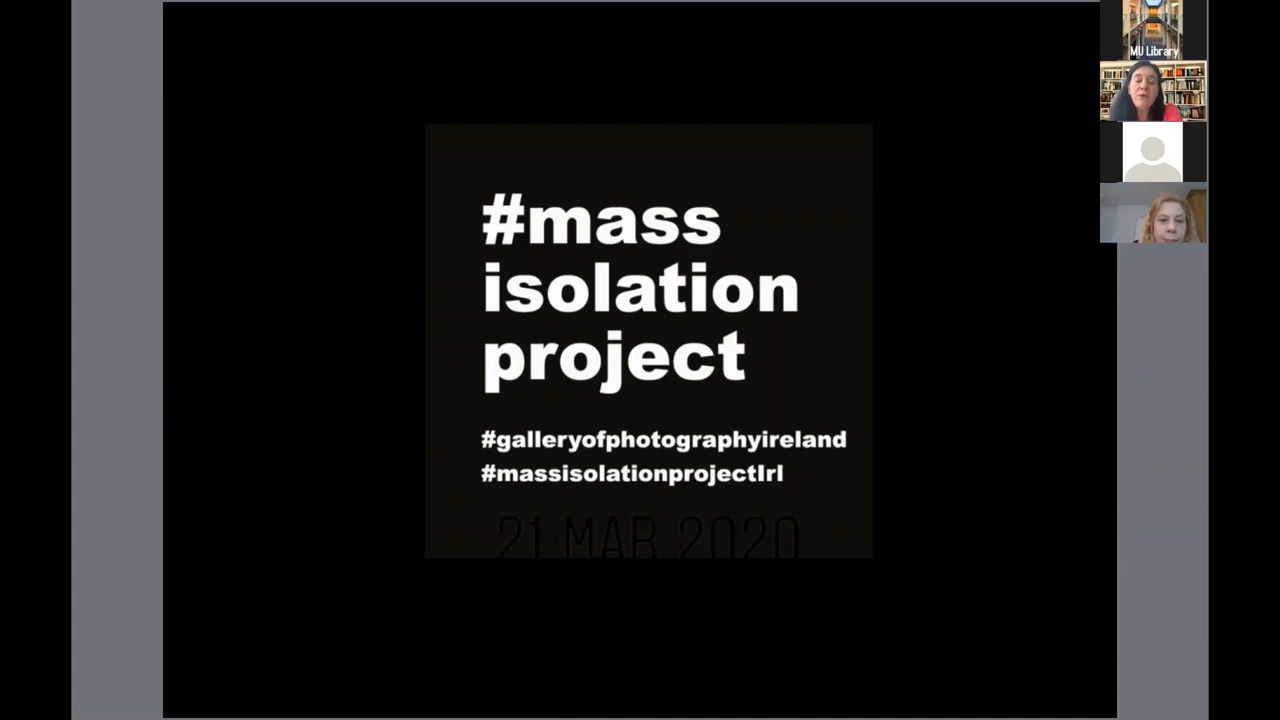 MU Library
#mass
isolation
project
#galleryofphotographyireland
#massisolationprojectIrl
21 MAR 2020